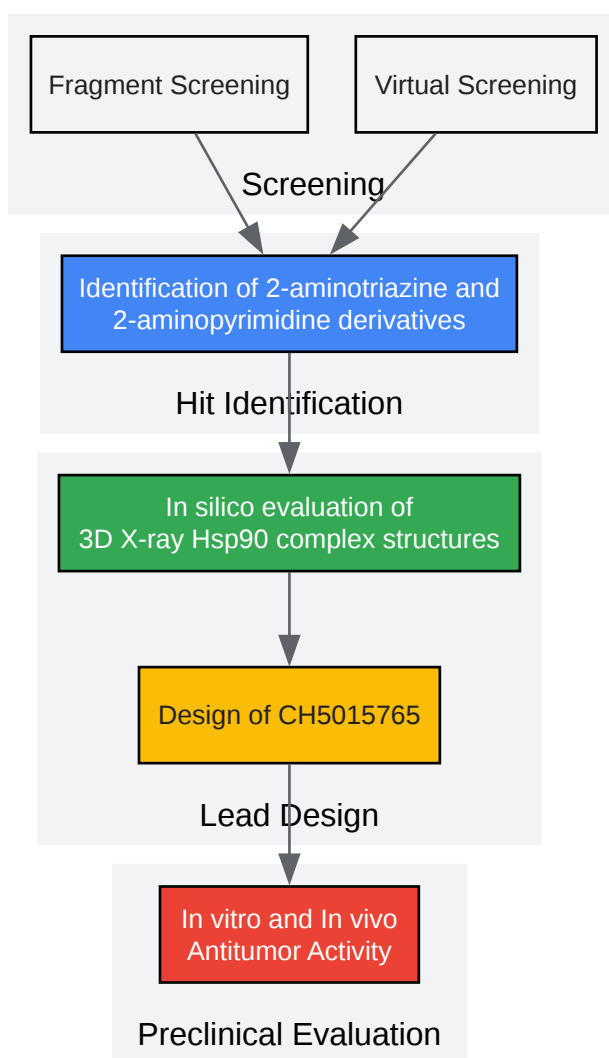 Fragment Screening
Virtual Screening
Screening
Identification of 2-aminotriazine and
2-aminopyrimidine derivatives
Hit Identification
In silico evaluation of
3D X-ray Hsp90 complex structures
Design of CH5015765
Lead Design
In vitro and In vivo
Antitumor Activity
Preclinical Evaluation